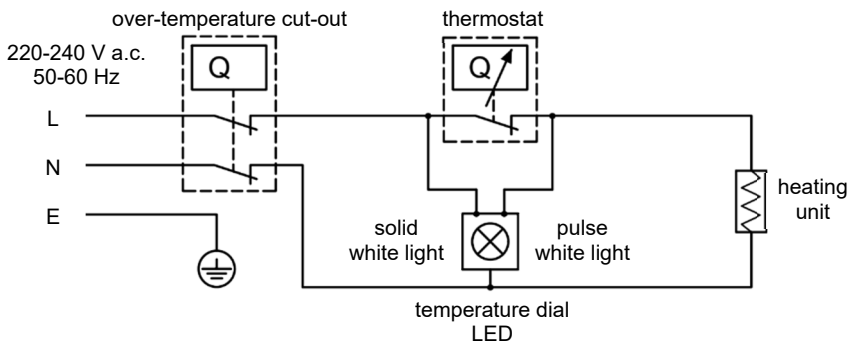 over-temperature cut-out
thermostat
220-240 V a.c.
50-60 Hz
Q
Q
L
N
E
heating
unit
solid
white light
pulse
white light
temperature dial
LED